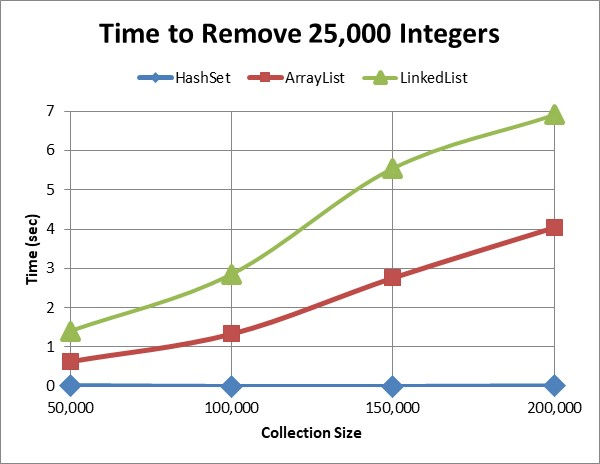 Time to Remove 25,000 Integers
HashSet ArrayList LinkedList
7
6
5
4
3
2
1
0
Time (sec)
50,000 100,000 150,000 200,000
Collection Size